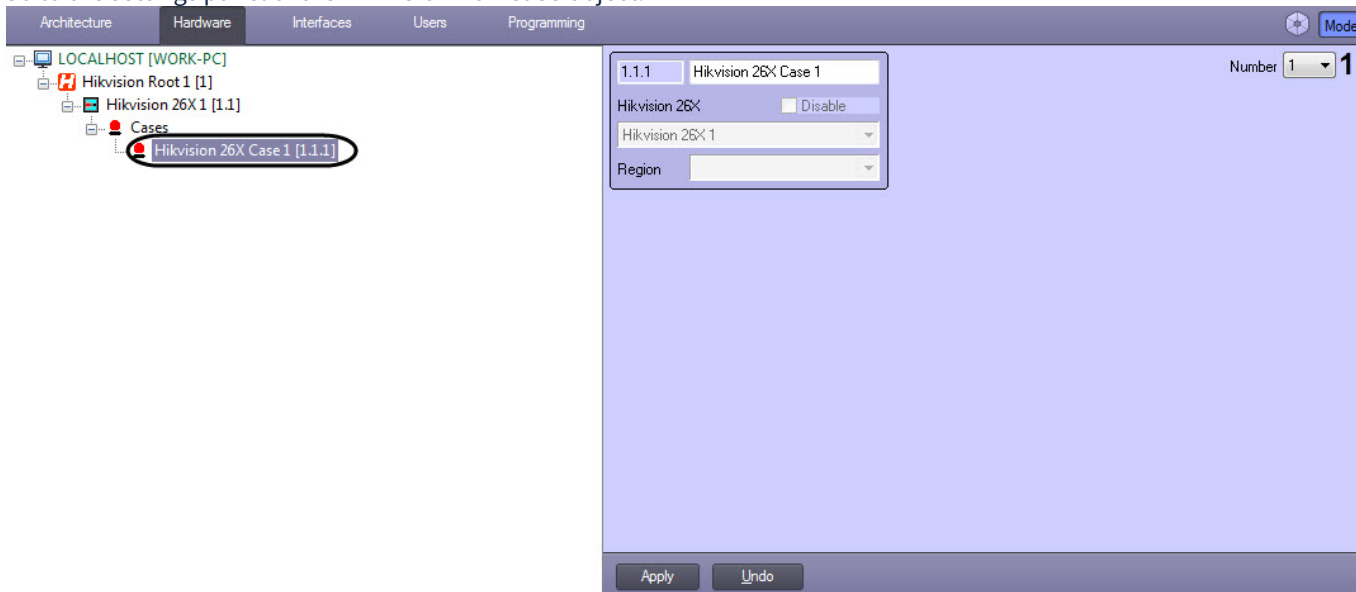 Architecture Hardware Interfaces Users Programming Mode
LOCALHOST [WORK-PC]
Hikvision Root 1 [1]
Hikvision 26X 1 [1.1]
Cases
Hikvision 26X Case 1 [1.1.1]
1.1.1 Hikvision 26X Case 1
Hikvision 26X Disable
Hikvision 26X 1
Region
Number 1 1
Apply Undo